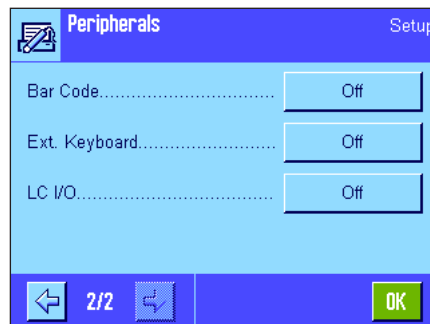 Peripherals
Setup
Bar Code................................ Off
Ext. Keyboard......................... Off
LC I/O.................................... Off
2/2
OK